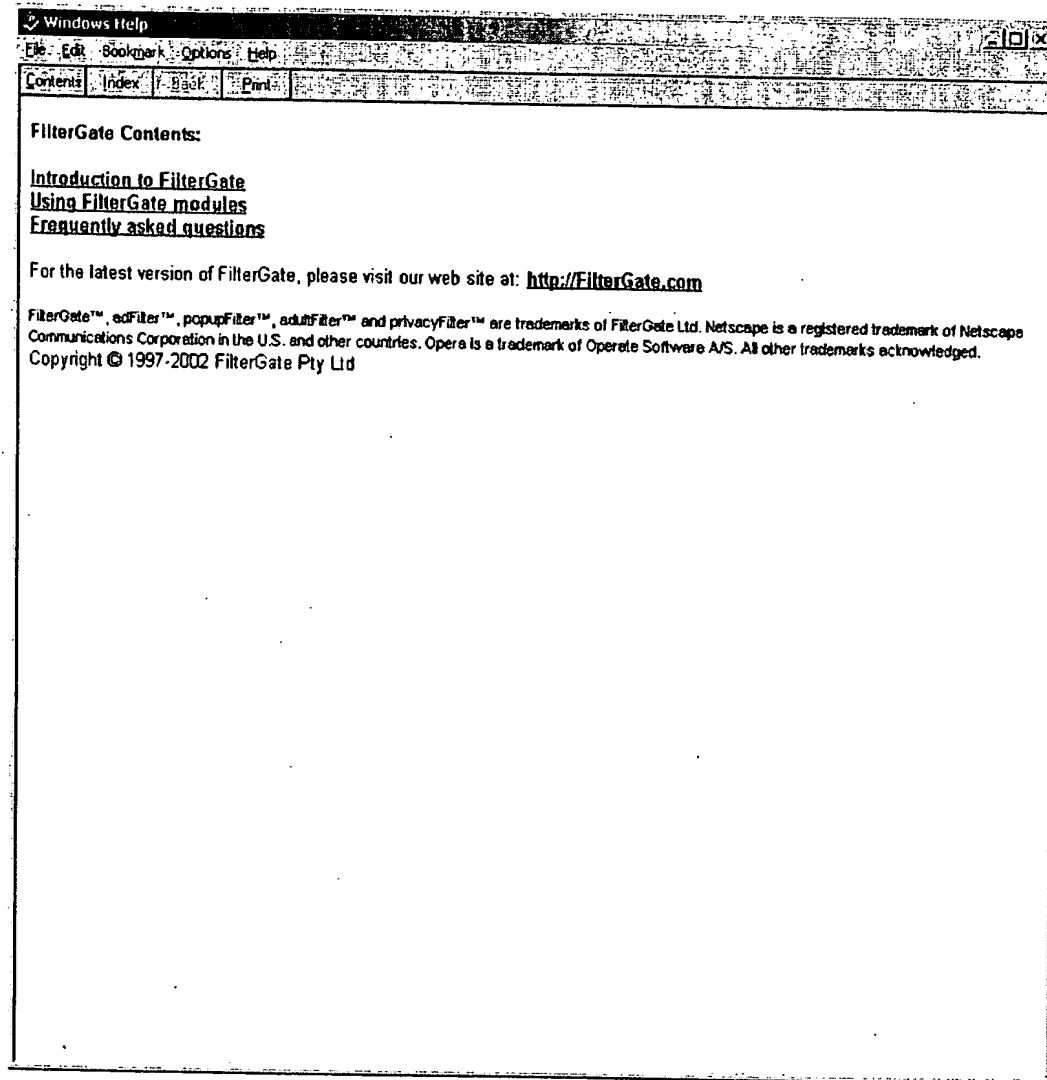 Windows Help
File Edit Bookmark Options Help
Contents Index Back Print
FilterGate Contents:
Introduction to FilterGate
Using FilterGate modules
Frequently asked questions
For the latest version of FilterGate, please visit our web site at: http://FilterGate.com
FilterGate™, adFilter™, popupFilter™, adultFilter™ and privacyFilter™ are trademarks of FilterGate Ltd. Netscape is a registered trademark of Netscape
Communications Corporation in the U.S. and other countries. Opera is a trademark of Operate Software A/S. All other trademarks acknowledged.
Copyright © 1997-2002 FilterGate Pty Ltd